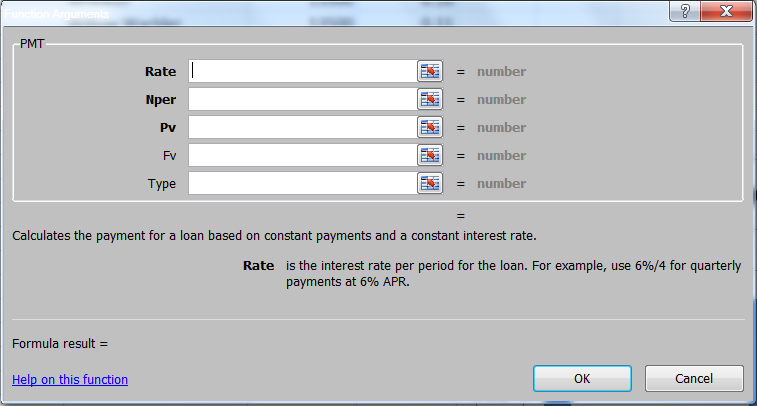 Function Arguments
?
X
PMT
Rate = number
Nper = number
Pv = number
Fv = number
Type = number
=
Calculates the payment for a loan based on constant payments and a constant interest rate.
Rate is the interest rate per period for the loan. For example, use 6%/4 for quarterly
payments at 6% APR.
Formula result =
Help on this function
OK
Cancel